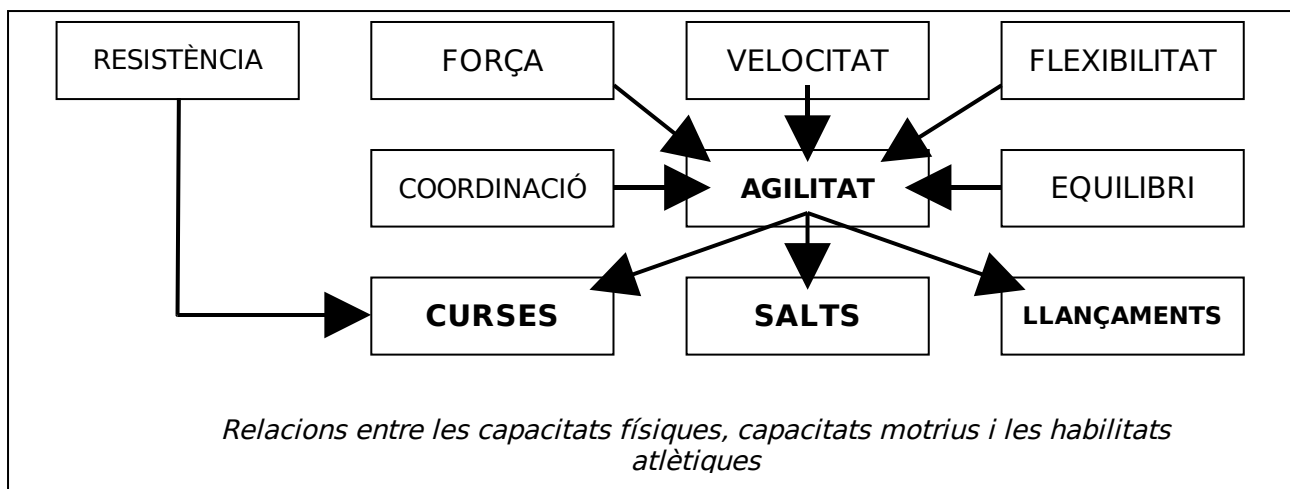 RESISTÈNCIA
FORÇA
VELOCITAT
FLEXIBILITAT
COORDINACIÓ
AGILITAT
EQUILIBRI
CURSES
SALTS
LLANÇAMENTS
Relacions entre les capacitats físiques, capacitats motrius i les habilitats
atlètiques